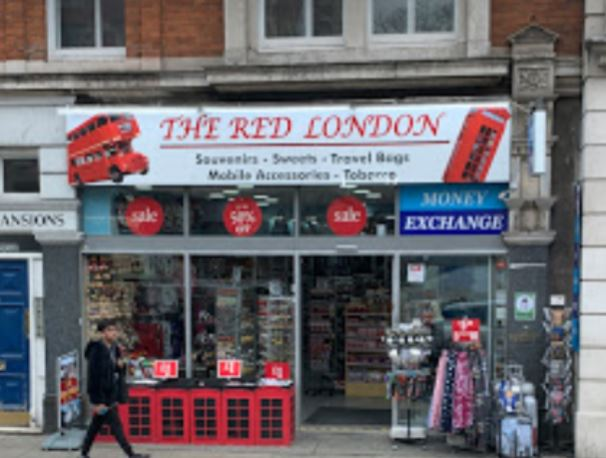 THE RED LONDON
Souvenirs - Sweets - Travel Bags
Mobile Accessories - Tobacco
MONEY
EXCHANGE
ANSIONS
sale
50%
OFF
sale